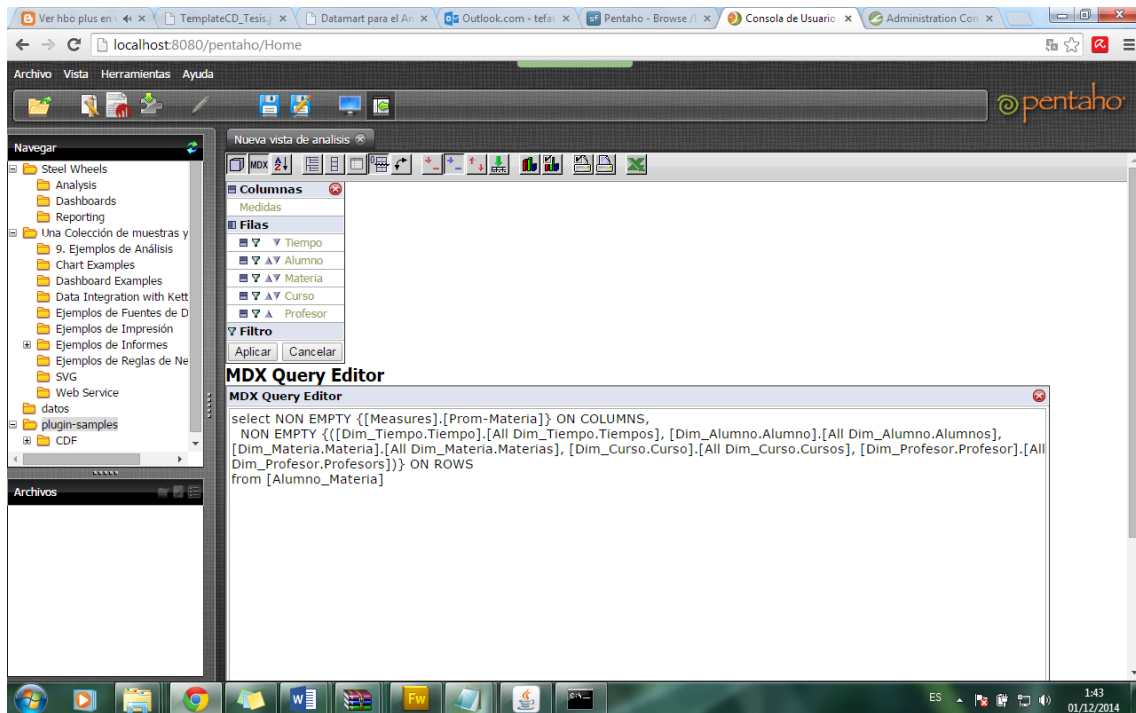 Ver hbo plus en
TemplateCD_Tesis.j
Datamart para el An
Outlook.com - tefa
Pentaho - Browse /
Consola de Usuario
Administration Con
localhost:8080/pentaho/Home
Archivo Vista Herramientas Ayuda
pentaho
Navegar
Steel Wheels
Analysis
Dashboards
Reporting
Una Colección de muestras y
9. Ejemplos de Análisis
Chart Examples
Dashboard Examples
Data Integration with Kett
Ejemplos de Fuentes de D
Ejemplos de Impresión
Ejemplos de Informes
Ejemplos de Reglas de Ne
SVG
Web Service
datos
plugin-samples
CDF
Archivos
Nueva vista de analisis
MDX
Columnas
Medidas
Filas
Tiempo
Alumno
Materia
Curso
Profesor
Filtro
Aplicar Cancelar
MDX Query Editor
MDX Query Editor
select NON EMPTY {[Measures].[Prom-Materia]} ON COLUMNS,
NON EMPTY {([Dim_Tiempo.Tiempo].[All Dim_Tiempo.Tiempos], [Dim_Alumno.Alumno].[All Dim_Alumno.Alumnos],
[Dim_Materia.Materia].[All Dim_Materia.Materias], [Dim_Curso.Curso].[All Dim_Curso.Cursos], [Dim_Profesor.Profesor].[All
Dim_Profesor.Profesors])} ON ROWS
from [Alumno_Materia]
Fw
ES
1:43
01/12/2014